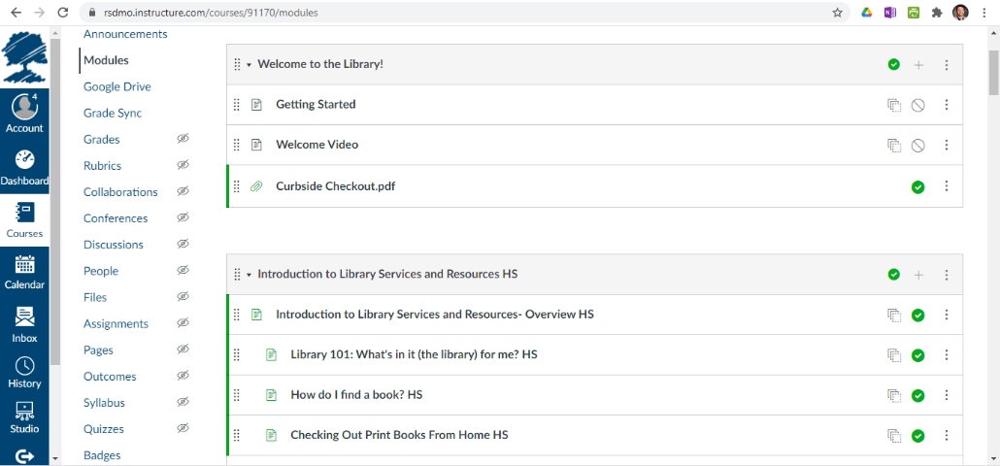 rsdmo.instructure.com/courses/91170/modules
4
Account
Dashboard
Courses
Calendar
Inbox
History
Studio
Announcements
Modules
Google Drive
Grade Sync
Grades
Rubrics
Collaborations
Conferences
Discussions
People
Files
Assignments
Pages
Outcomes
Syllabus
Quizzes
Badges
Welcome to the Library!
Getting Started
Welcome Video
Curbside Checkout.pdf
Introduction to Library Services and Resources HS
Introduction to Library Services and Resources- Overview HS
Library 101: What's in it (the library) for me? HS
How do I find a book? HS
Checking Out Print Books From Home HS